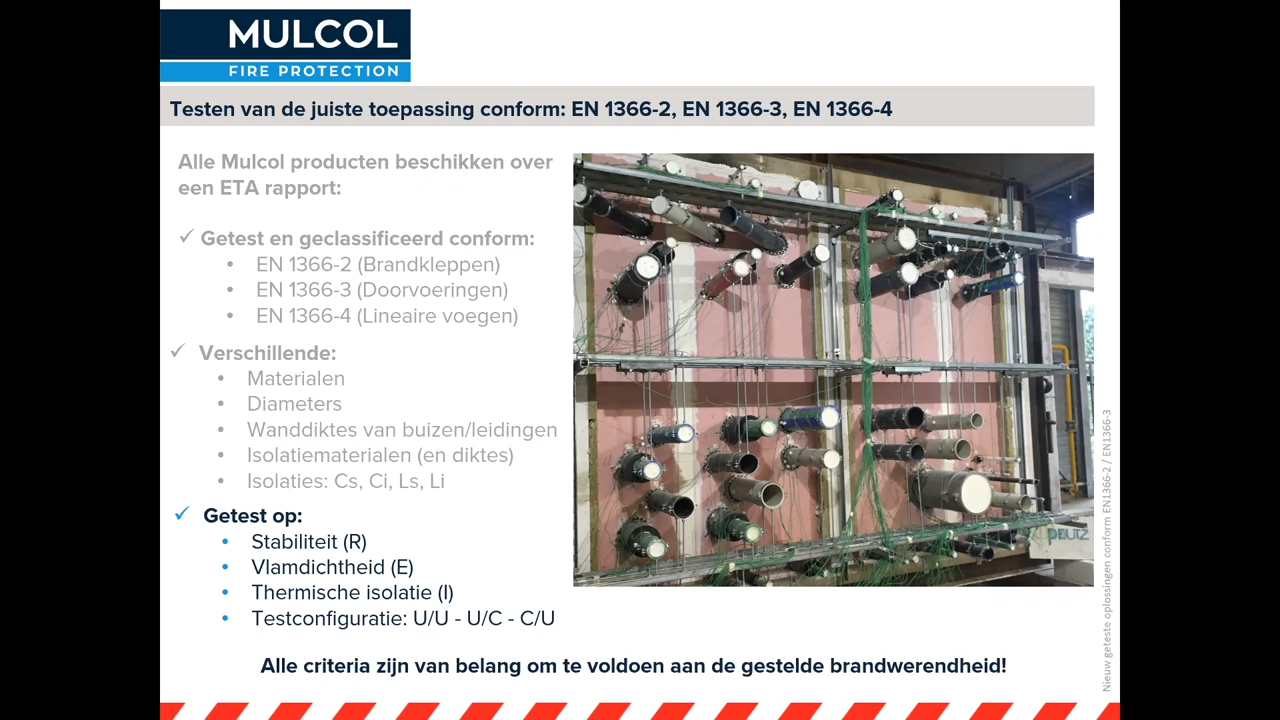 MULCOL
FIRE PROTECTION
Testen van de juiste toepassing conform: EN 1366-2, EN 1366-3, EN 1366-4
Alle Mulcol producten beschikken over
een ETA rapport:
✓ Getest en geclassificeerd conform:
• EN 1366-2 (Brandkleppen)
• EN 1366-3 (Doorvoeringen)
• EN 1366-4 (Lineaire voegen)
✓ Verschillende:
• Materialen
• Diameters
• Wanddiktes van buizen/leidingen
• Isolatiematerialen (en diktes)
• Isolaties: Cs, Ci, Ls, Li
✓ Getest op:
• Stabiliteit (R)
• Vlamdichtheid (E)
• Thermische isolatie (I)
• Testconfiguratie: U/U - U/C - C/U
DEUTZ
Nieuw geteste oplossingen conform EN1366-2 / EN1366-3
Alle criteria zijn van belang om te voldoen aan de gestelde brandwerendheid!